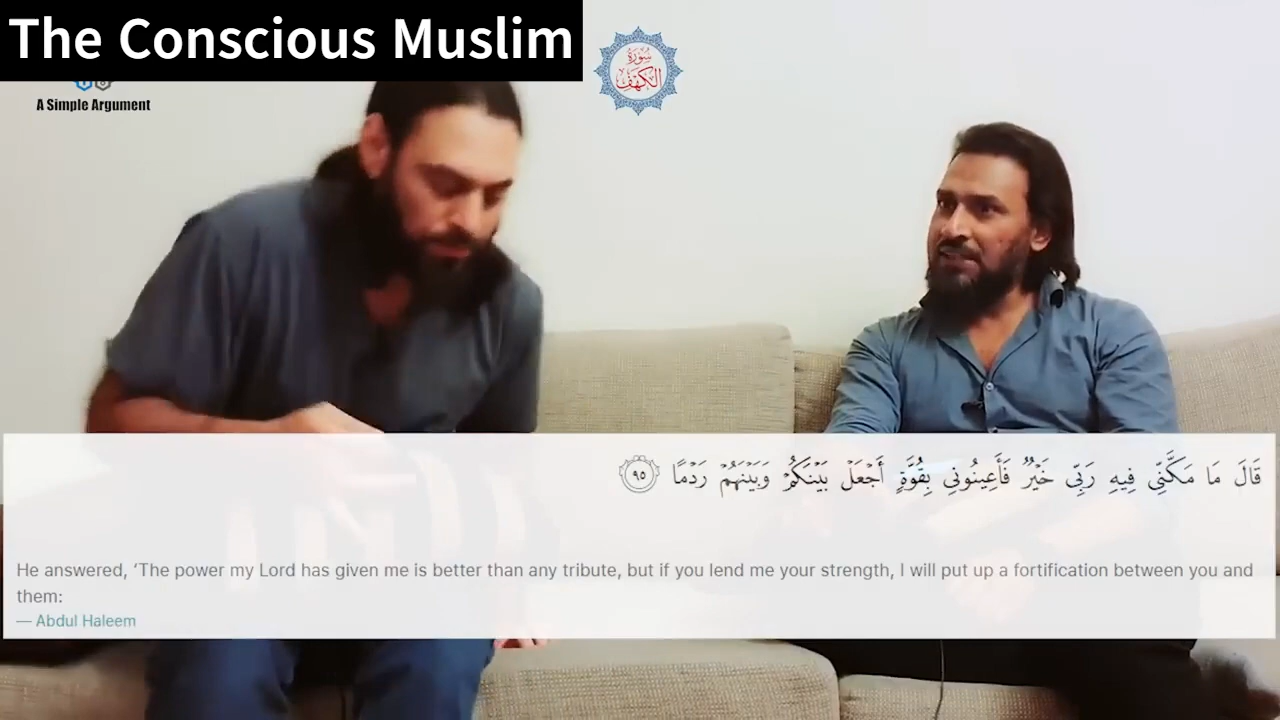 The Conscious Muslim
A Simple Argument
سُورَةُ
الكَهْف
قَالَ مَا مَكَّنِّى فِيهِ رَبِّى خَيْرٌ فَأَعِينُونِى بِقُوَّةٍ أَجْعَلْ بَيْنَكُمْ وَبَيْنَهُمْ رَدْمًا ٩٥
He answered, ‘The power my Lord has given me is better than any tribute, but if you lend me your strength, I will put up a fortification between you and
them:
— Abdul Haleem